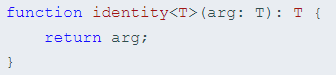 function identity<T>(arg: T): T {
    return arg;
}